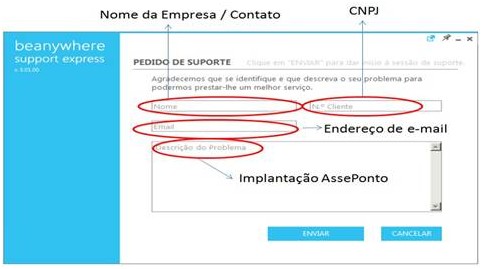 Nome da Empresa / Contato
CNPJ
beanywhere
support express
v.3.01.00
PEDIDO DE SUPORTE
Clique em "ENVIAR" para dar início à sessão de suporte.
Agradecemos que se identifique e que descreva o seu problema para
podermos prestar-lhe um melhor serviço.
Nome
N.º Cliente
Email
Endereço de e-mail
Descrição do Problema
Implantação AssePonto
ENVIAR
CANCELAR